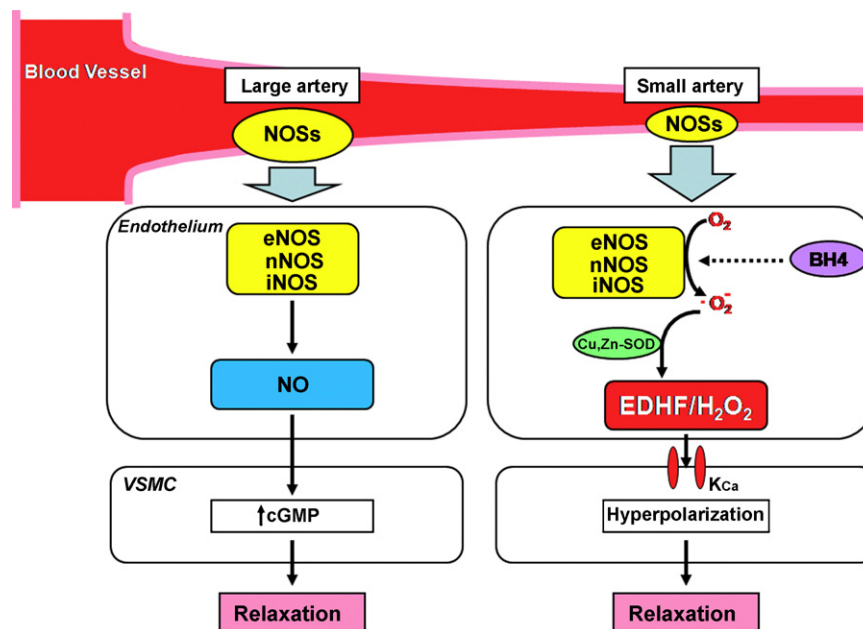 Blood Vessel
Large artery
NOSs
Small artery
NOSs
Endothelium
eNOS
nNOS
iNOS
NO
VSMC
↑cGMP
Relaxation
eNOS
nNOS
iNOS
O₂
BH4
·O₂⁻
Cu,Zn-SOD
EDHF/H₂O₂
KCa
Hyperpolarization
Relaxation